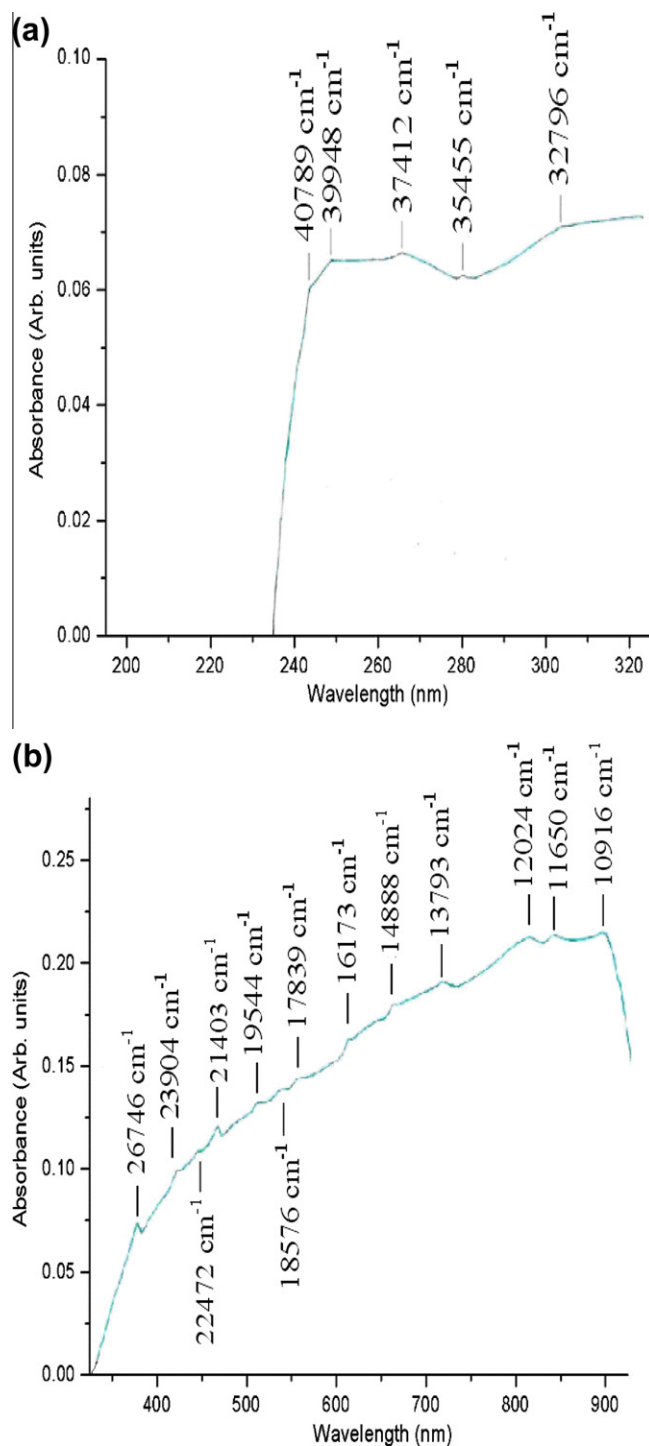 (a)
40789 cm⁻¹
39948 cm⁻¹
37412 cm⁻¹
35455 cm⁻¹
32796 cm⁻¹
Absorbance (Arb. units)
0.10
0.08
0.06
0.04
0.02
0.00
200 220 240 260 280 300 320
Wavelength (nm)
(b)
26746 cm⁻¹
23904 cm⁻¹
22472 cm⁻¹
21403 cm⁻¹
19544 cm⁻¹
18576 cm⁻¹
17839 cm⁻¹
16173 cm⁻¹
14888 cm⁻¹
13793 cm⁻¹
12024 cm⁻¹
11650 cm⁻¹
10916 cm⁻¹
Absorbance (Arb. units)
0.25
0.20
0.15
0.10
0.05
0.00
400 500 600 700 800 900
Wavelength (nm)